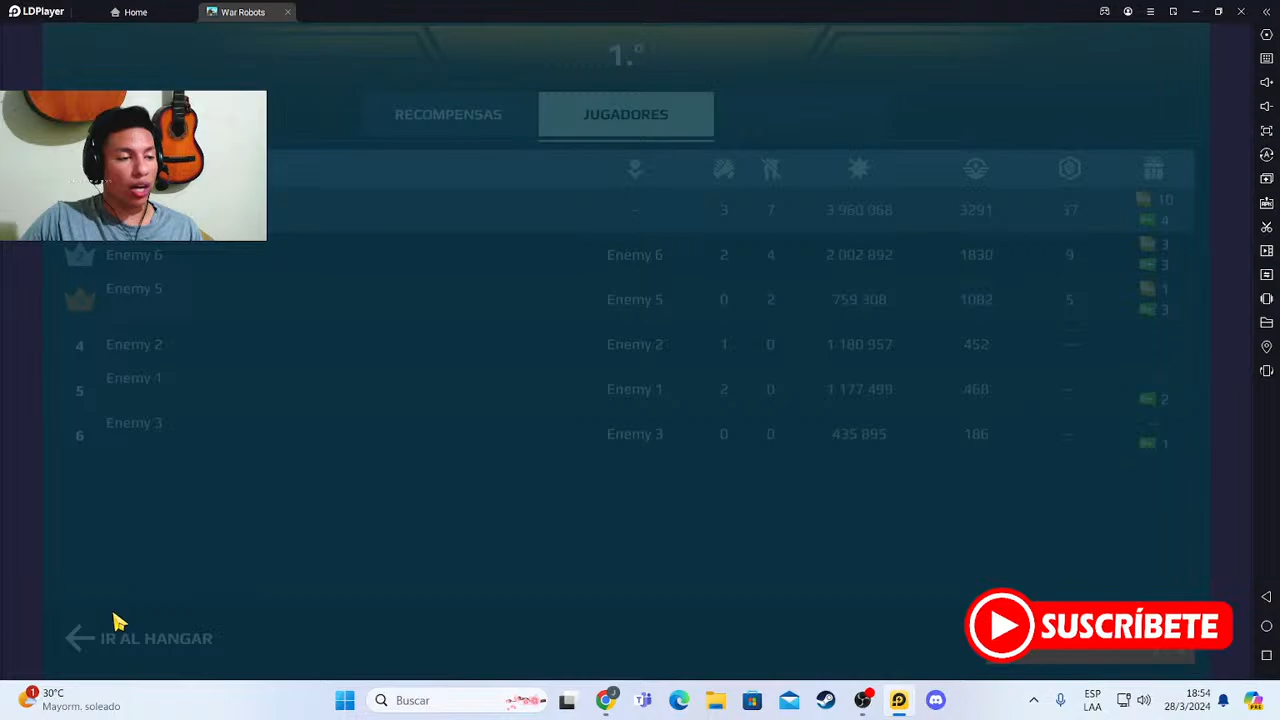 LDPlayer
Home
War Robots
1.º
RECOMPENSAS
JUGADORES
- 3 7 3 980 068 3291 37 10 4
Enemy 6 Enemy 6 2 4 2 002 892 1830 9 3 3
Enemy 5 Enemy 5 0 2 759 308 1082 5 1 3
4 Enemy 2 Enemy 2 1 0 1 180 957 452 —
5 Enemy 1 Enemy 1 2 0 1 177 499 468 — 2
6 Enemy 3 Enemy 3 0 0 435 895 186 — 1
IR AL HANGAR
SUSCRÍBETE
1
30°C
Mayorm. soleado
Buscar
ESP
LAA
18:54
28/3/2024